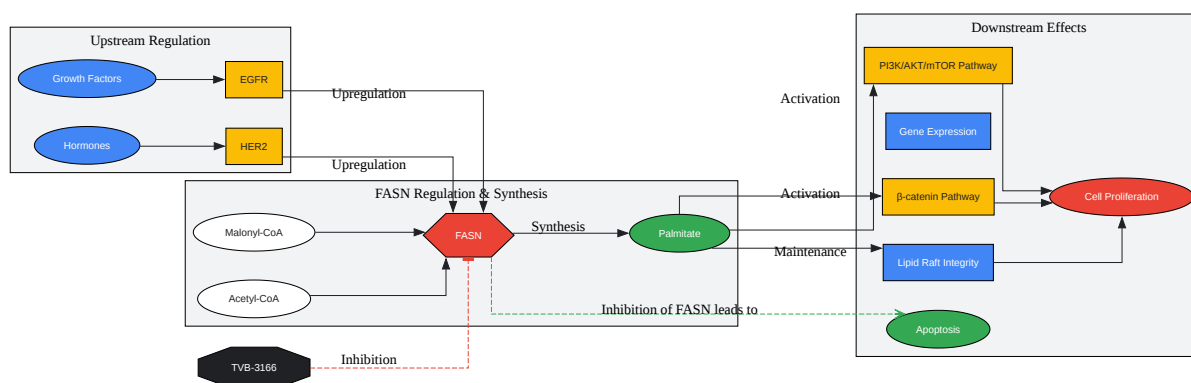 Upstream Regulation
Growth Factors
EGFR
Upregulation
Hormones
HER2
Upregulation
FASN Regulation & Synthesis
Malonyl-CoA
FASN
Synthesis
Palmitate
Acetyl-CoA
Inhibition of FASN leads to
TVB-3166
Inhibition
Activation
Activation
Maintenance
Downstream Effects
PI3K/AKT/mTOR Pathway
Gene Expression
β-catenin Pathway
Cell Proliferation
Lipid Raft Integrity
Apoptosis